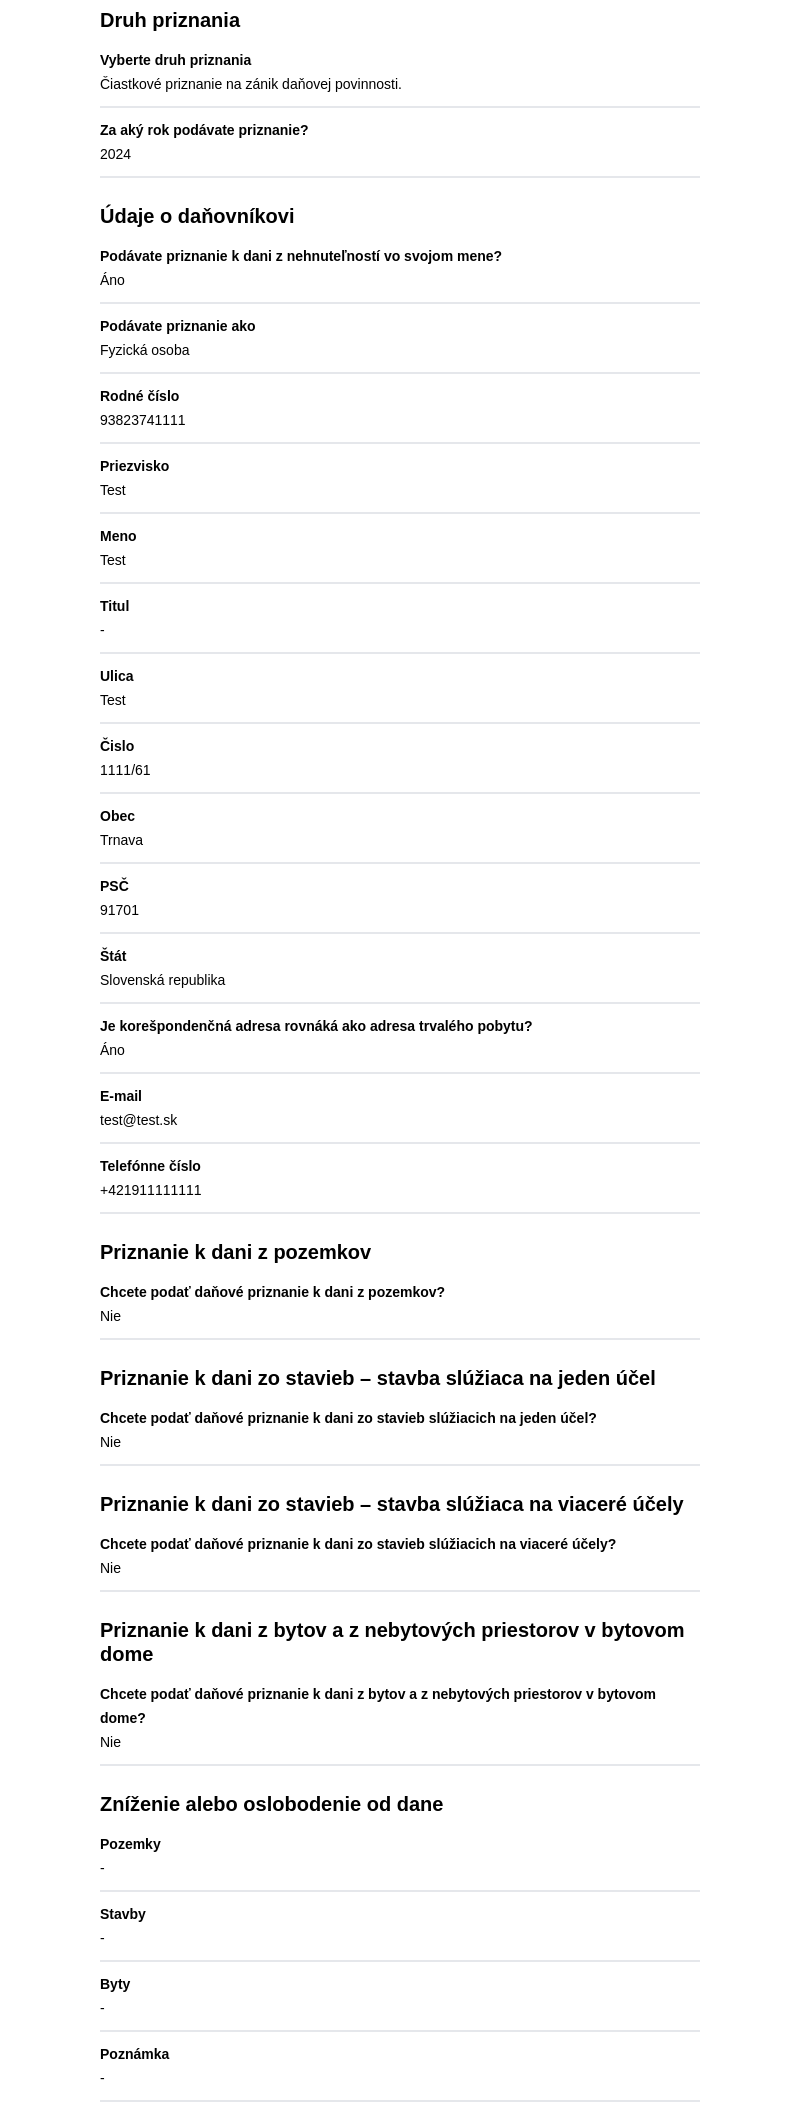 Druh priznania
Vyberte druh priznania
Čiastkové priznanie na zánik daňovej povinnosti.
Za aký rok podávate priznanie?
2024
Údaje o daňovníkovi
Podávate priznanie k dani z nehnuteľností vo svojom mene?
Áno
Podávate priznanie ako
Fyzická osoba
Rodné číslo
93823741111
Priezvisko
Test
Meno
Test
Titul
-
Ulica
Test
Čislo
1111/61
Obec
Trnava
PSČ
91701
Štát
Slovenská republika
Je korešpondenčná adresa rovnáká ako adresa trvalého pobytu?
Áno
E-mail
test@test.sk
Telefónne číslo
+421911111111
Priznanie k dani z pozemkov
Chcete podať daňové priznanie k dani z pozemkov?
Nie
Priznanie k dani zo stavieb – stavba slúžiaca na jeden účel
Chcete podať daňové priznanie k dani zo stavieb slúžiacich na jeden účel?
Nie
Priznanie k dani zo stavieb – stavba slúžiaca na viaceré účely
Chcete podať daňové priznanie k dani zo stavieb slúžiacich na viaceré účely?
Nie
Priznanie k dani z bytov a z nebytových priestorov v bytovom
dome
Chcete podať daňové priznanie k dani z bytov a z nebytových priestorov v bytovom
dome?
Nie
Zníženie alebo oslobodenie od dane
Pozemky
-
Stavby
-
Byty
-
Poznámka
-